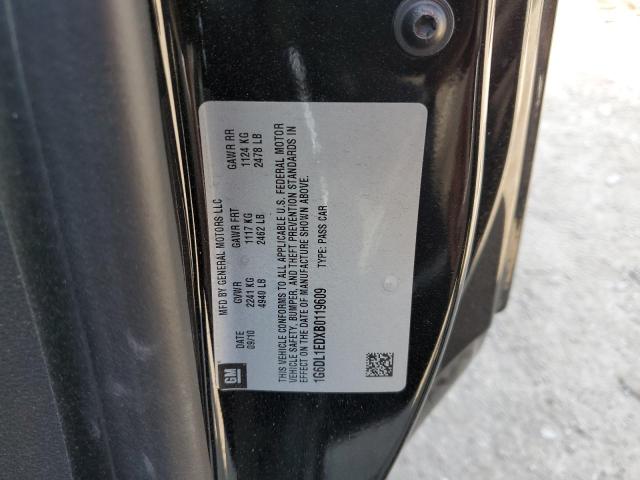 MFD BY GENERAL MOTORS LLC
DATE GVWR GAWR FRT GAWR RR
09/10 2241 KG 1117 KG 1124 KG
4940 LB 2462 LB 2478 LB
THIS VEHICLE CONFORMS TO ALL APPLICABLE U.S. FEDERAL MOTOR
VEHICLE SAFETY, BUMPER, AND THEFT PREVENTION STANDARDS IN
EFFECT ON THE DATE OF MANUFACTURE SHOWN ABOVE.
1G6DL1EDXB0119609 TYPE: PASS CAR
GM